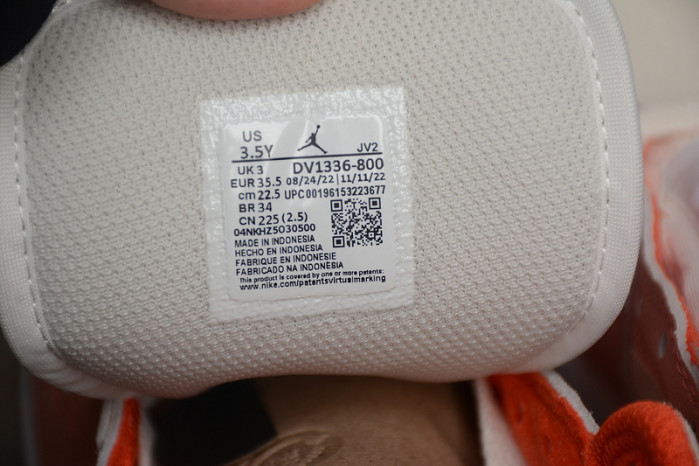 US
3.5Y JV2
UK 3 DV1336-800
EUR 35.5 08/24/22 | 11/11/22
cm 22.5 UPC00196153223677
BR 34
CN 225 (2.5)
04NKHZ5030500
MADE IN INDONESIA
HECHO EN INDONESIA
FABRIQUE EN INDONESIE
FABRICADO NA INDONESIA
This product is covered by one or more patents:
www.nike.com/patentsvirtualmarking